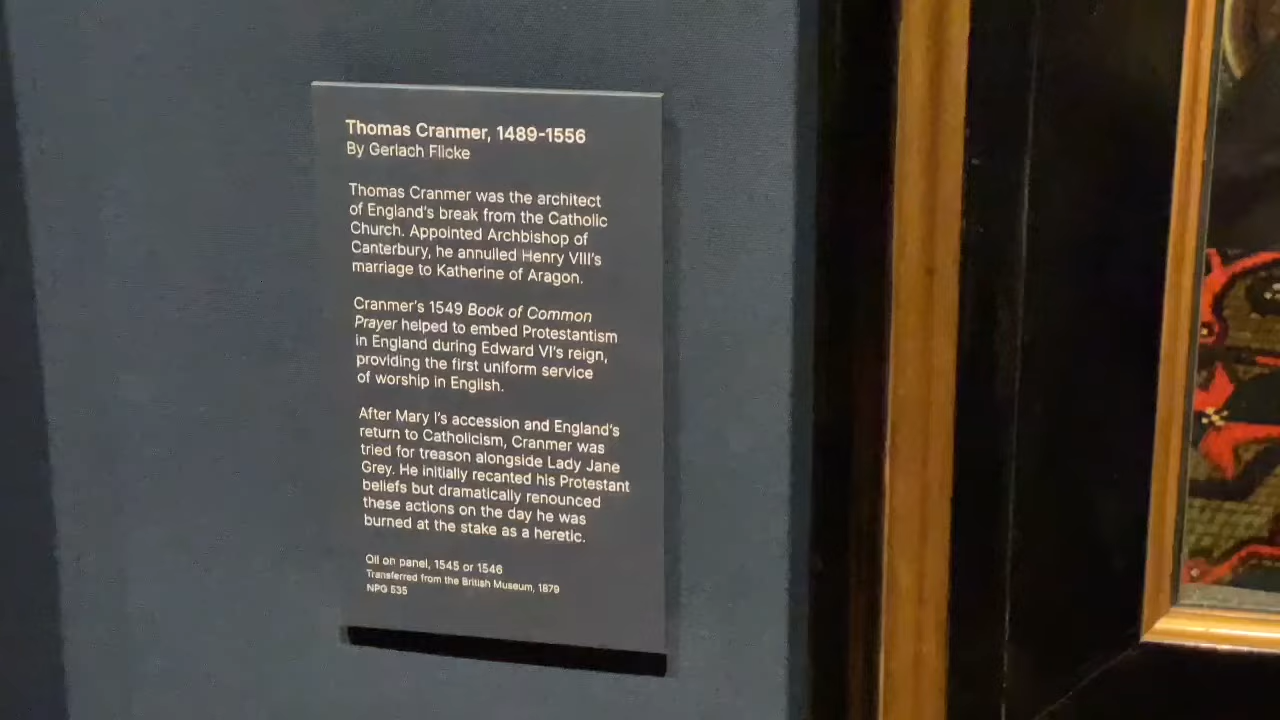 Thomas Cranmer, 1489-1556
By Gerlach Flicke
Thomas Cranmer was the architect
of England's break from the Catholic
Church. Appointed Archbishop of
Canterbury, he annulled Henry VIII's
marriage to Katherine of Aragon.
Cranmer's 1549 Book of Common
Prayer helped to embed Protestantism
in England during Edward VI's reign,
providing the first uniform service
of worship in English.
After Mary I's accession and England's
return to Catholicism, Cranmer was
tried for treason alongside Lady Jane
Grey. He initially recanted his Protestant
beliefs but dramatically renounced
these actions on the day he was
burned at the stake as a heretic.
Oil on panel, 1545 or 1546
Transferred from the British Museum, 1879
NPG 535